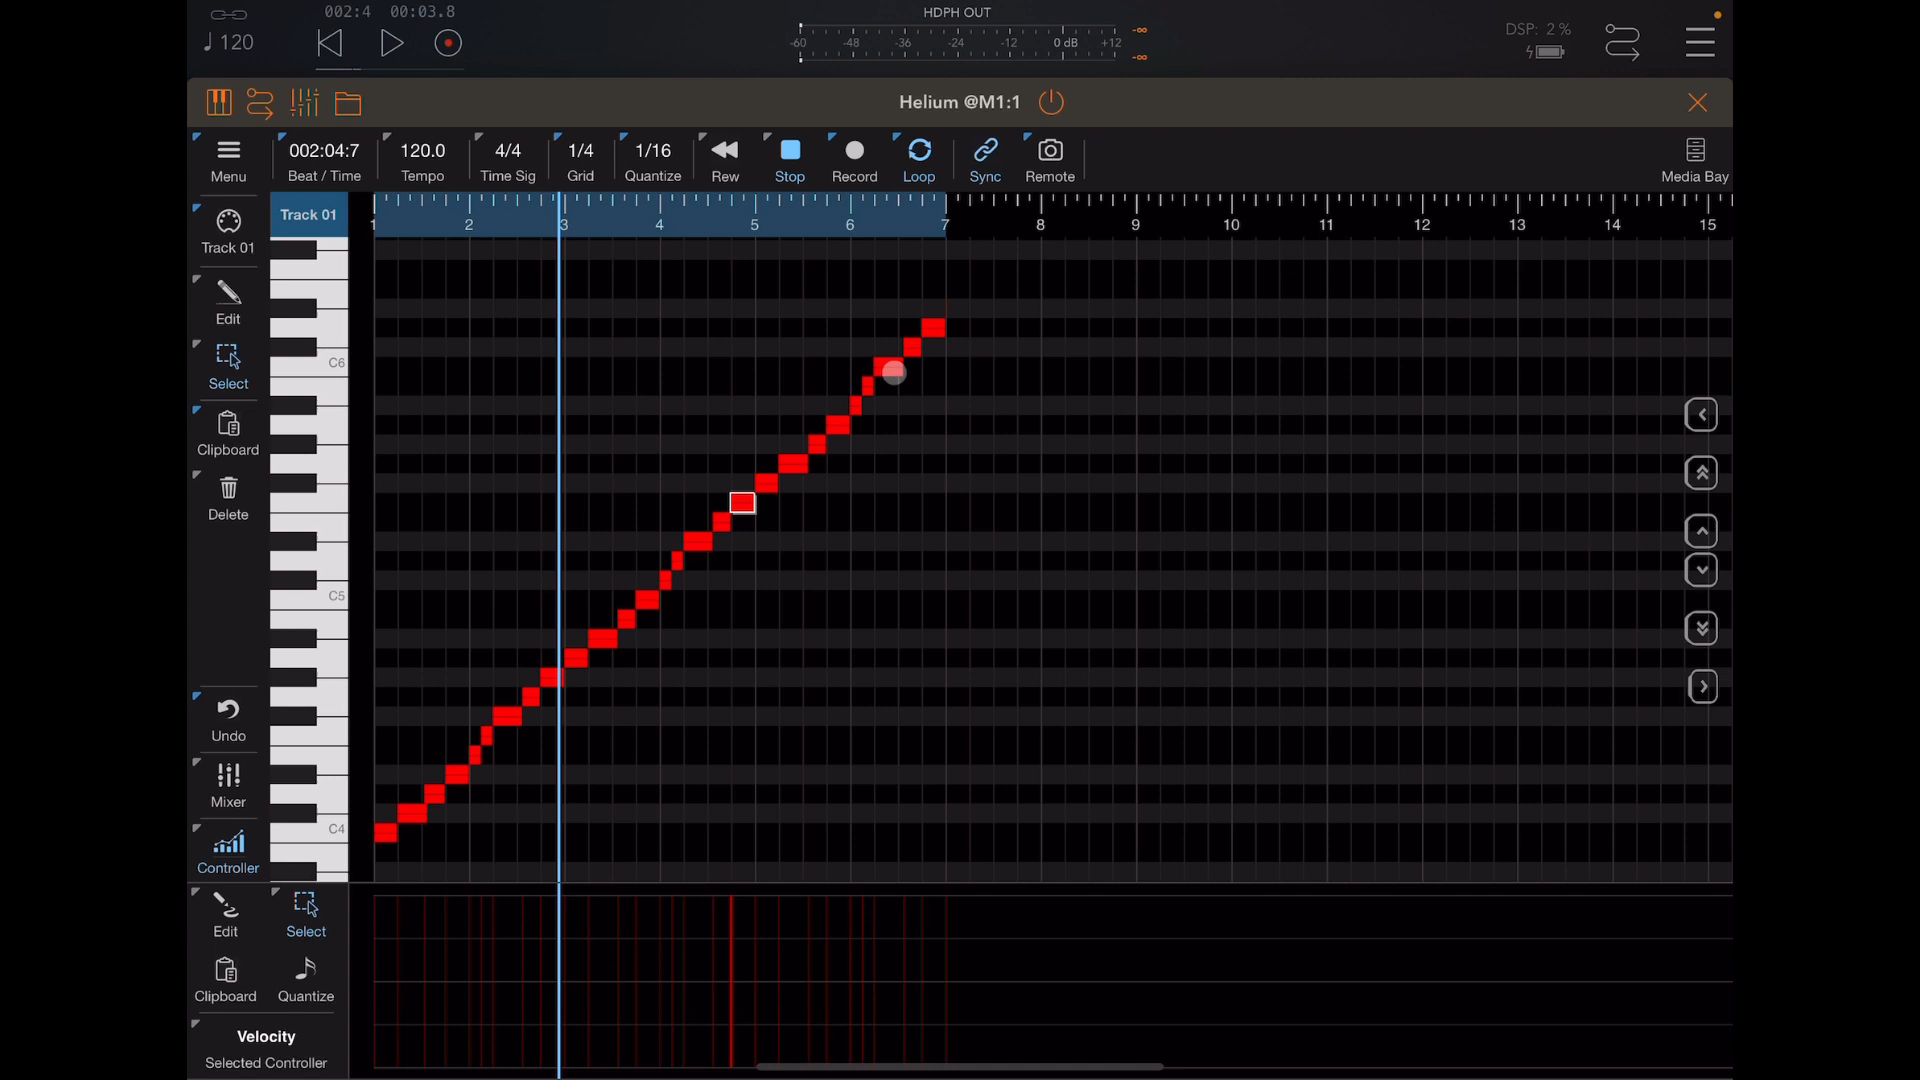 002:4 00:03.8
HDPH OUT
120
-60 -48 -36 -24 -12 0 dB +12
-∞
-∞
DSP: 2 %
Helium @M1:1
002:04:7 120.0 4/4 1/4 1/16
Menu Beat / Time Tempo Time Sig Grid Quantize Rew Stop Record Loop Sync Remote Media Bay
Track 01
1 2 3 4 5 6 7 8 9 10 11 12 13 14 15
Track 01
Edit
Select
C6
Clipboard
Delete
C5
Undo
Mixer
C4
Controller
Edit Select
Clipboard Quantize
Velocity
Selected Controller